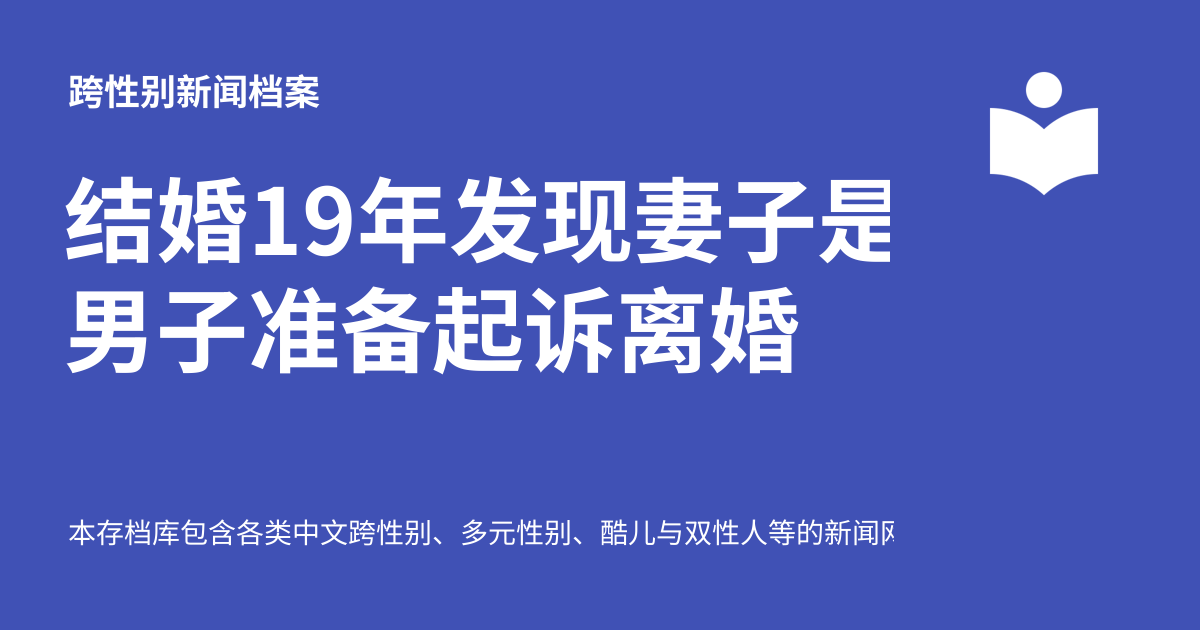 跨性别新闻档案
结婚19年发现妻子是
男子准备起诉离婚
本存档库包含各类中文跨性别、多元性别、酷儿与双性人等的新闻网